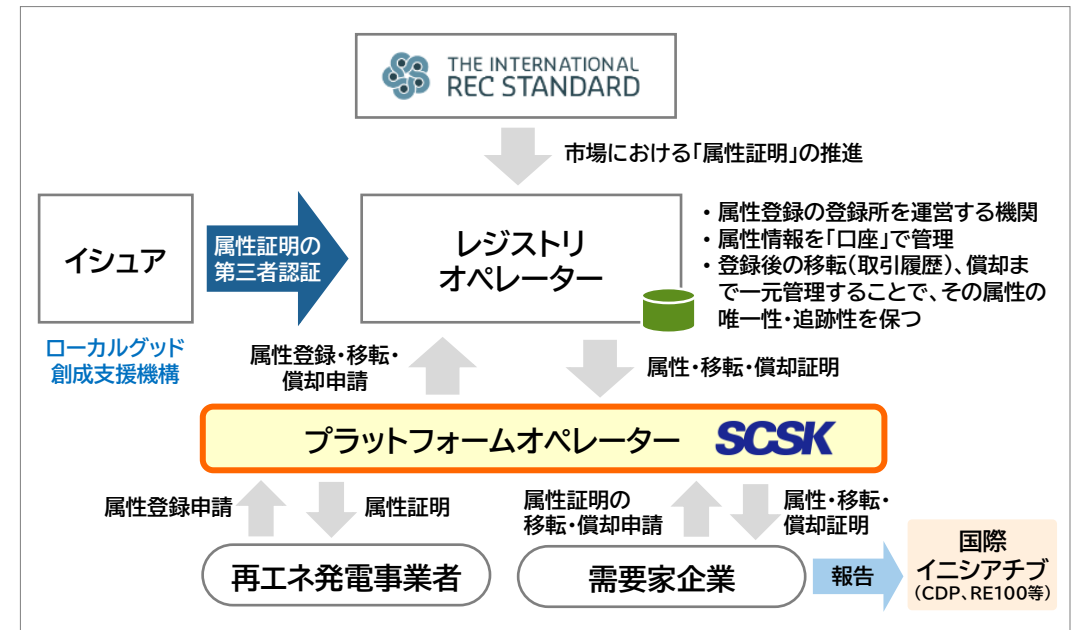 THE INTERNATIONAL
REC STANDARD
市場における「属性証明」の推進
イシュア
属性証明の
第三者認証
レジストリ
オペレーター
・属性登録の登録所を運営する機関
・属性情報を「口座」で管理
・登録後の移転(取引履歴)、償却ま
で一元管理することで、その属性の
唯一性・追跡性を保つ
ローカルグッド
創成支援機構
属性登録・移転・
償却申請
属性・移転・償却証明
プラットフォームオペレーター SCSK
属性登録申請
属性証明
属性証明の
移転・償却申請
属性・移転・
償却証明
再エネ発電事業者
需要家企業
報告
国際
イニシアチブ
(CDP、RE100等)